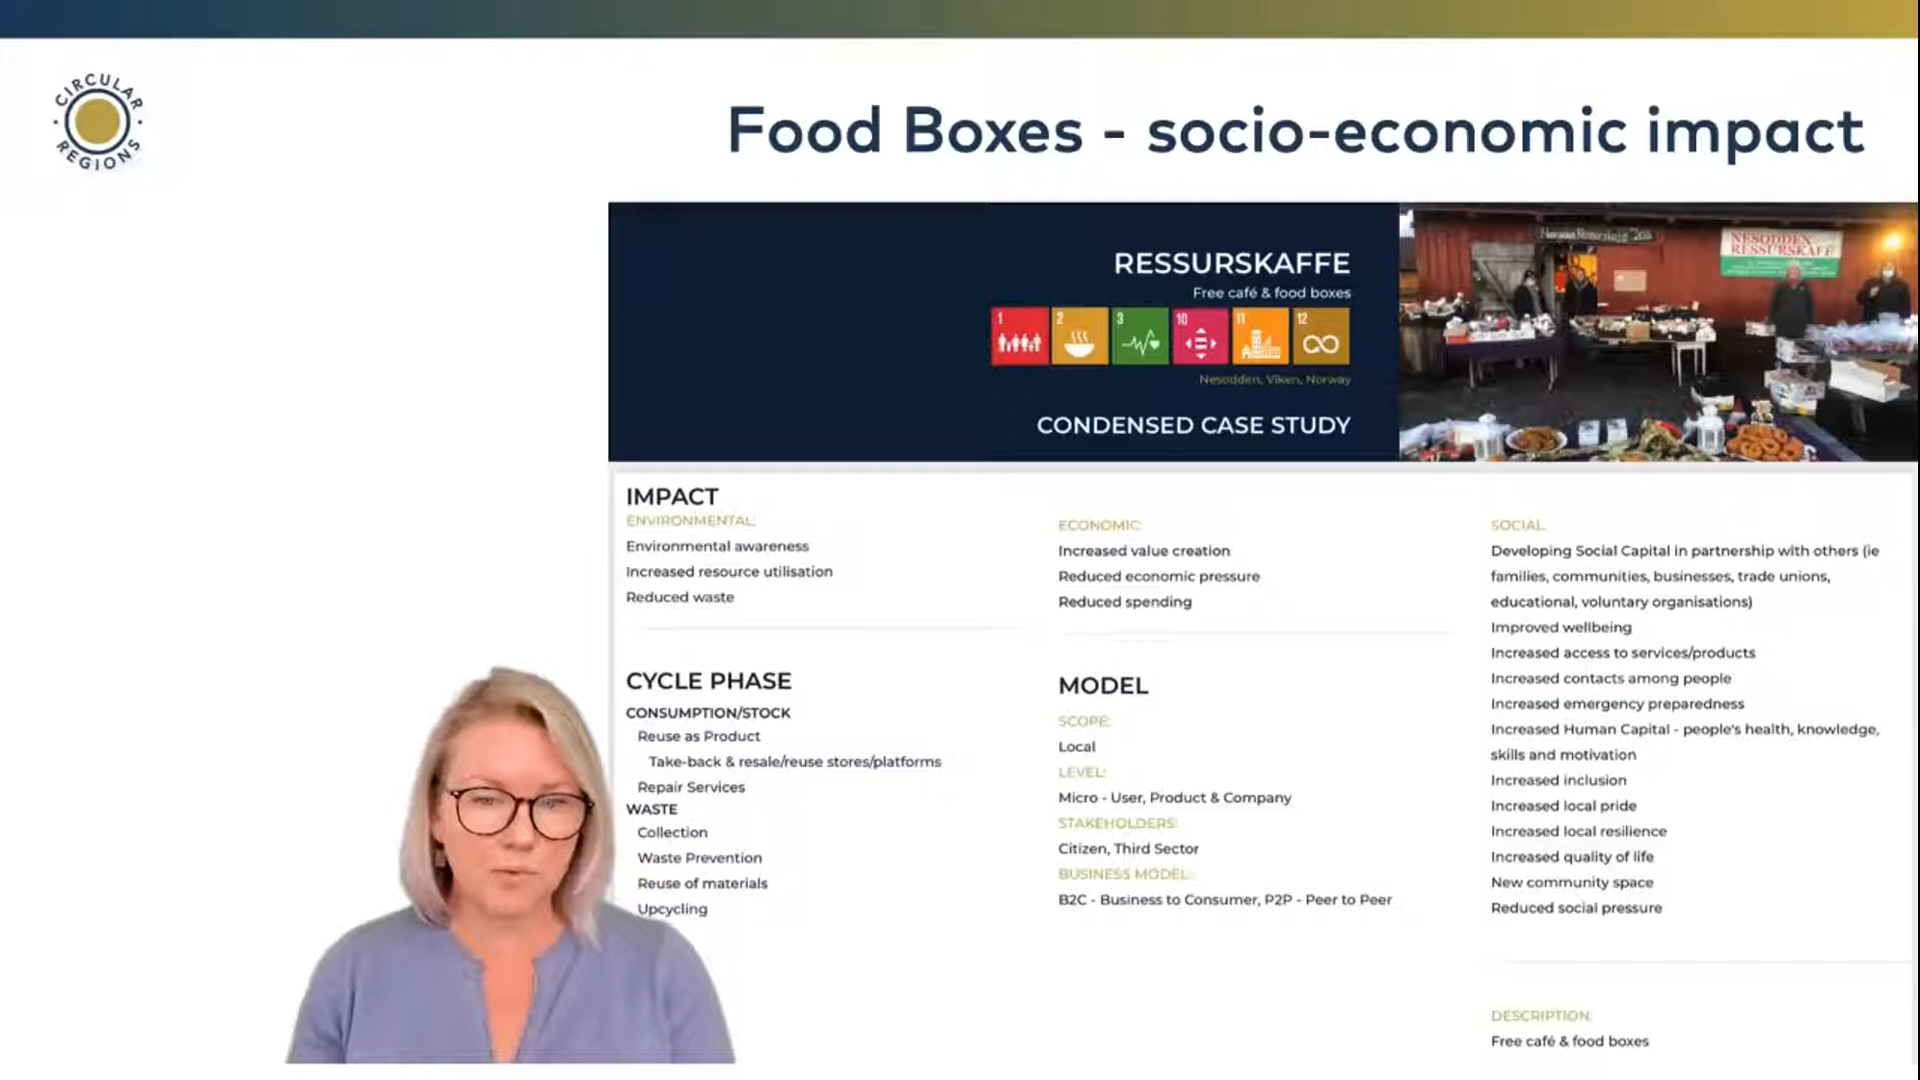 CIRCULAR
REGIONS
Food Boxes - socio-economic impact
RESSURSKAFFE
Free café & food boxes
1 2 3 10 11 12
Nesodden, Viken, Norway
CONDENSED CASE STUDY
NESODDEN
RESSURSKAFFE
IMPACT
ENVIRONMENTAL:
Environmental awareness
Increased resource utilisation
Reduced waste
ECONOMIC:
Increased value creation
Reduced economic pressure
Reduced spending
SOCIAL:
Developing Social Capital in partnership with others (ie
families, communities, businesses, trade unions,
educational, voluntary organisations)
Improved wellbeing
Increased access to services/products
Increased contacts among people
Increased emergency preparedness
Increased Human Capital - people's health, knowledge,
skills and motivation
Increased inclusion
Increased local pride
Increased local resilience
Increased quality of life
New community space
Reduced social pressure
CYCLE PHASE
CONSUMPTION/STOCK
Reuse as Product
Take-back & resale/reuse stores/platforms
Repair Services
WASTE
Collection
Waste Prevention
Reuse of materials
Upcycling
MODEL
SCOPE:
Local
LEVEL:
Micro - User, Product & Company
STAKEHOLDERS:
Citizen, Third Sector
BUSINESS MODEL:
B2C - Business to Consumer, P2P - Peer to Peer
DESCRIPTION:
Free café & food boxes